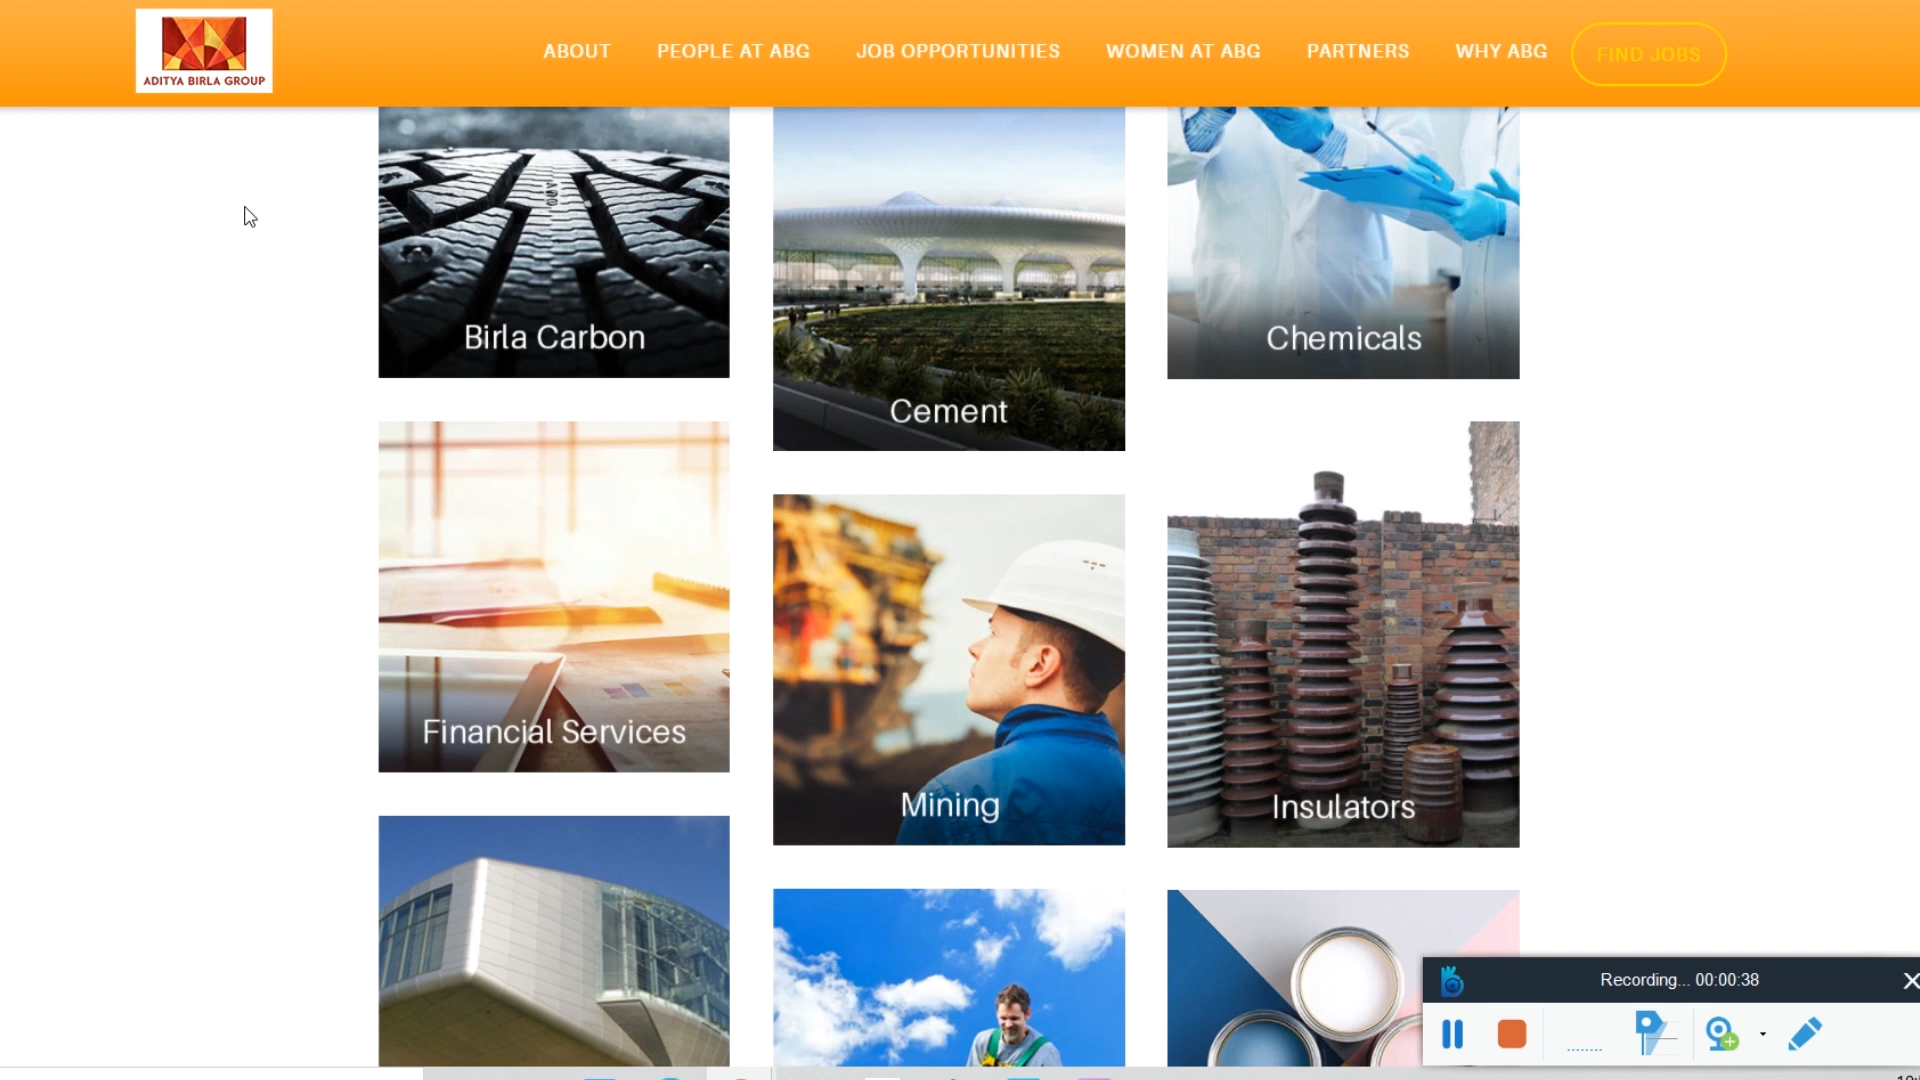 ADITYA BIRLA GROUP
ABOUT PEOPLE AT ABG JOB OPPORTUNITIES WOMEN AT ABG PARTNERS WHY ABG FIND JOBS
Birla Carbon
Chemicals
Cement
Financial Services
Mining
Insulators
Recording... 00:00:38